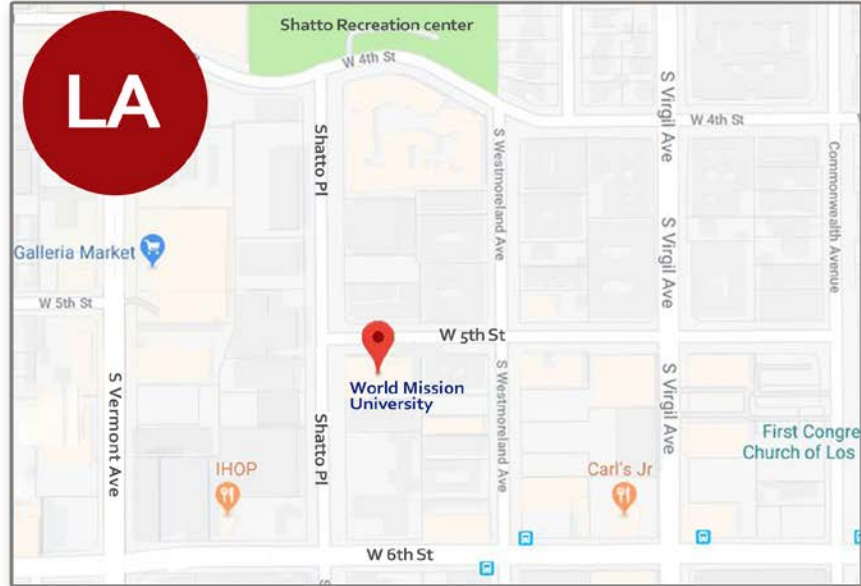 Shatto Recreation center
LA
W 4th St
S Virgil Ave
W 4th St
Shatto Pl
S Westmoreland Ave
Commonwealth Avenue
Galleria Market
S Virgil Ave
W 5th St
W 5th St
World Mission
University
S Vermont Ave
Shatto Pl
S Westmoreland Ave
S Virgil Ave
First Congre
Church of Los
IHOP
Carl's Jr
W 6th St